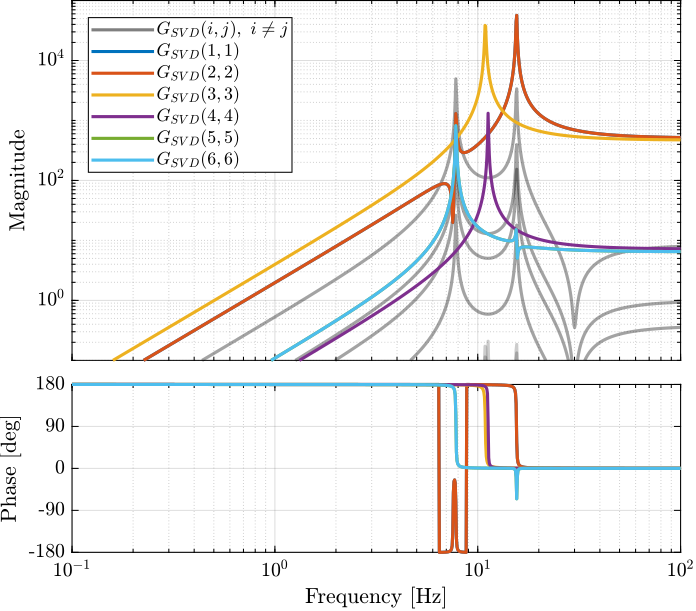 G_{SVD}(i, j), i ≠ j
G_{SVD}(1, 1)
G_{SVD}(2, 2)
G_{SVD}(3, 3)
G_{SVD}(4, 4)
G_{SVD}(5, 5)
G_{SVD}(6, 6)
Magnitude
10^4
10^2
10^0
Phase [deg]
180
90
0
-90
-180
10^{-1}
10^0
10^1
10^2
Frequency [Hz]